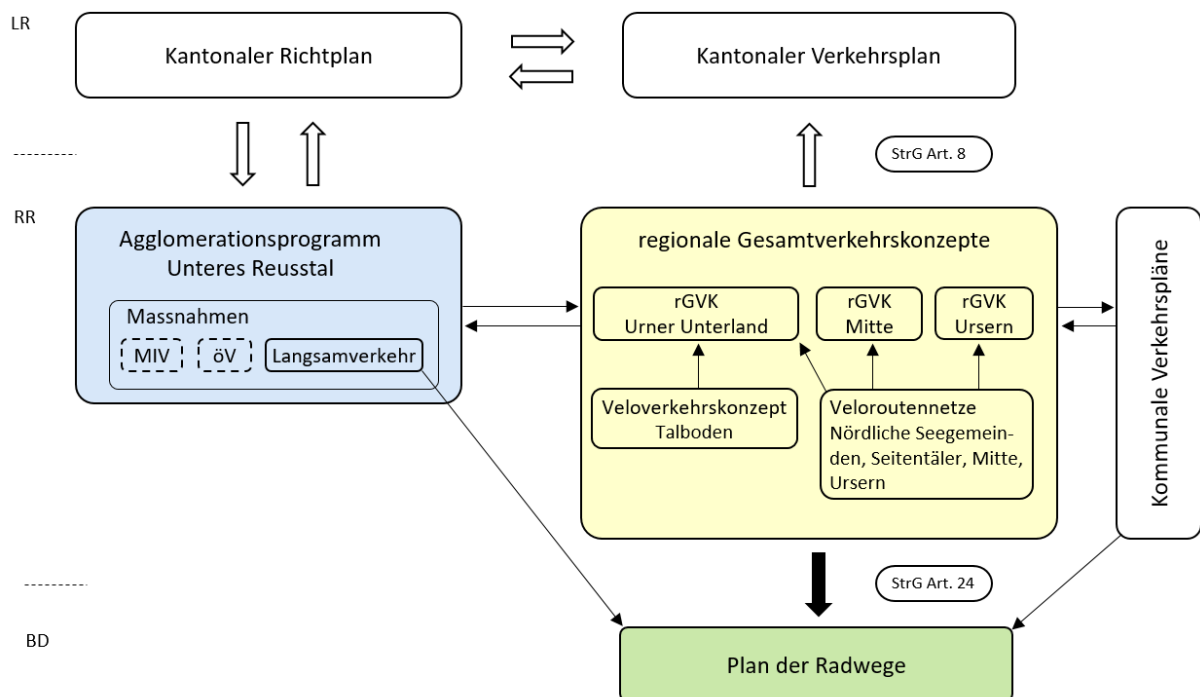 LR
Kantonaler Richtplan
Kantonaler Verkehrsplan
StrG Art. 8
RR
Agglomerationsprogramm
Unteres Reusstal
Massnahmen
MIV
öV
Langsamverkehr
regionale Gesamtverkehrskonzepte
rGVK
Urner Unterland
rGVK
Mitte
rGVK
Ursern
Veloverkehrskonzept
Talboden
Veloroutennetze
Nördliche Seegemein-
den, Seitentäler, Mitte,
Ursern
Kommunale Verkehrspläne
StrG Art. 24
BD
Plan der Radwege